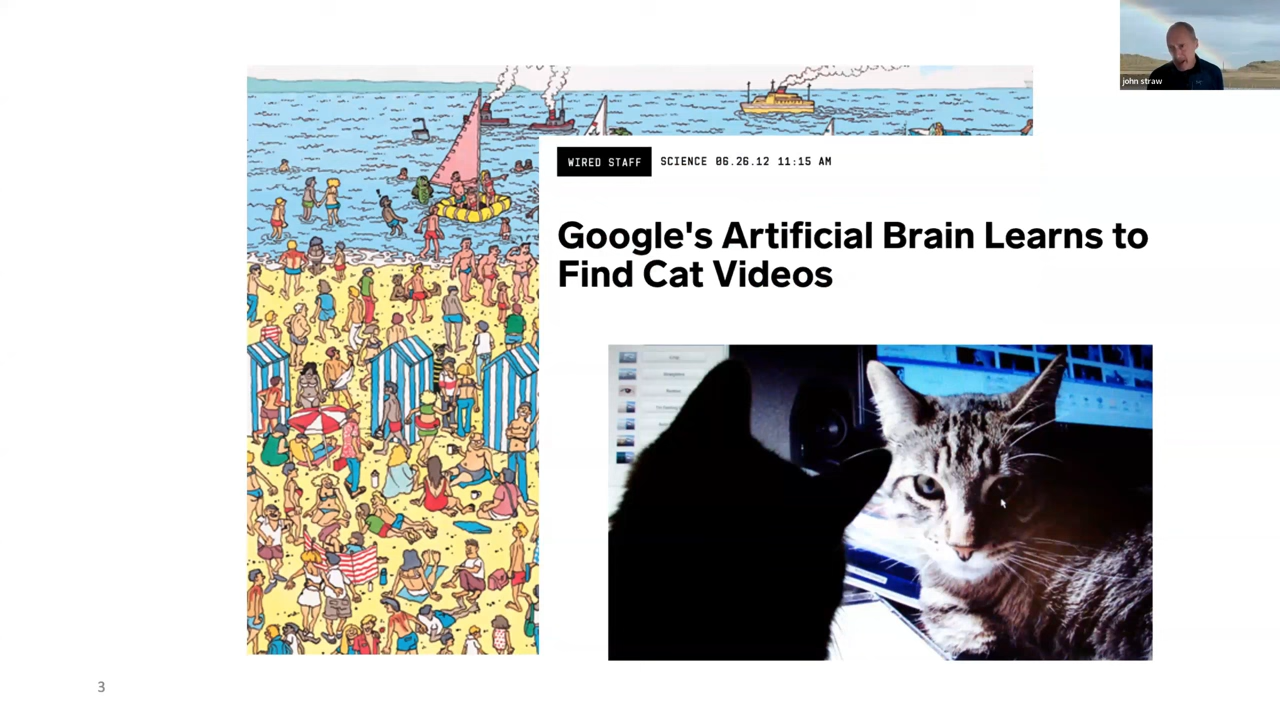 john straw
WIRED STAFF SCIENCE 06.26.12 11:15 AM
Google's Artificial Brain Learns to
Find Cat Videos
3